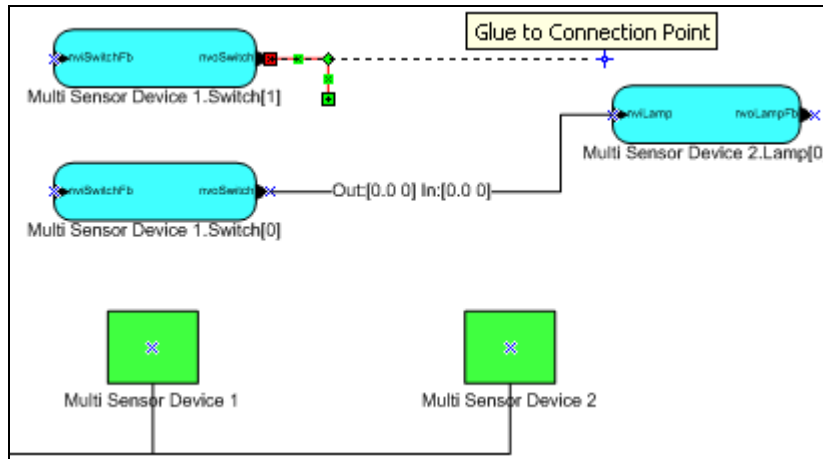 Glue to Connection Point
nviSwitchFb nvoSwitch
Multi Sensor Device 1.Switch[1]
nviLamp nvoLampFb
Multi Sensor Device 2.Lamp[0
nviSwitchFb nvoSwitch
Out:[0.0 0] In:[0.0 0]
Multi Sensor Device 1.Switch[0]
Multi Sensor Device 1
Multi Sensor Device 2